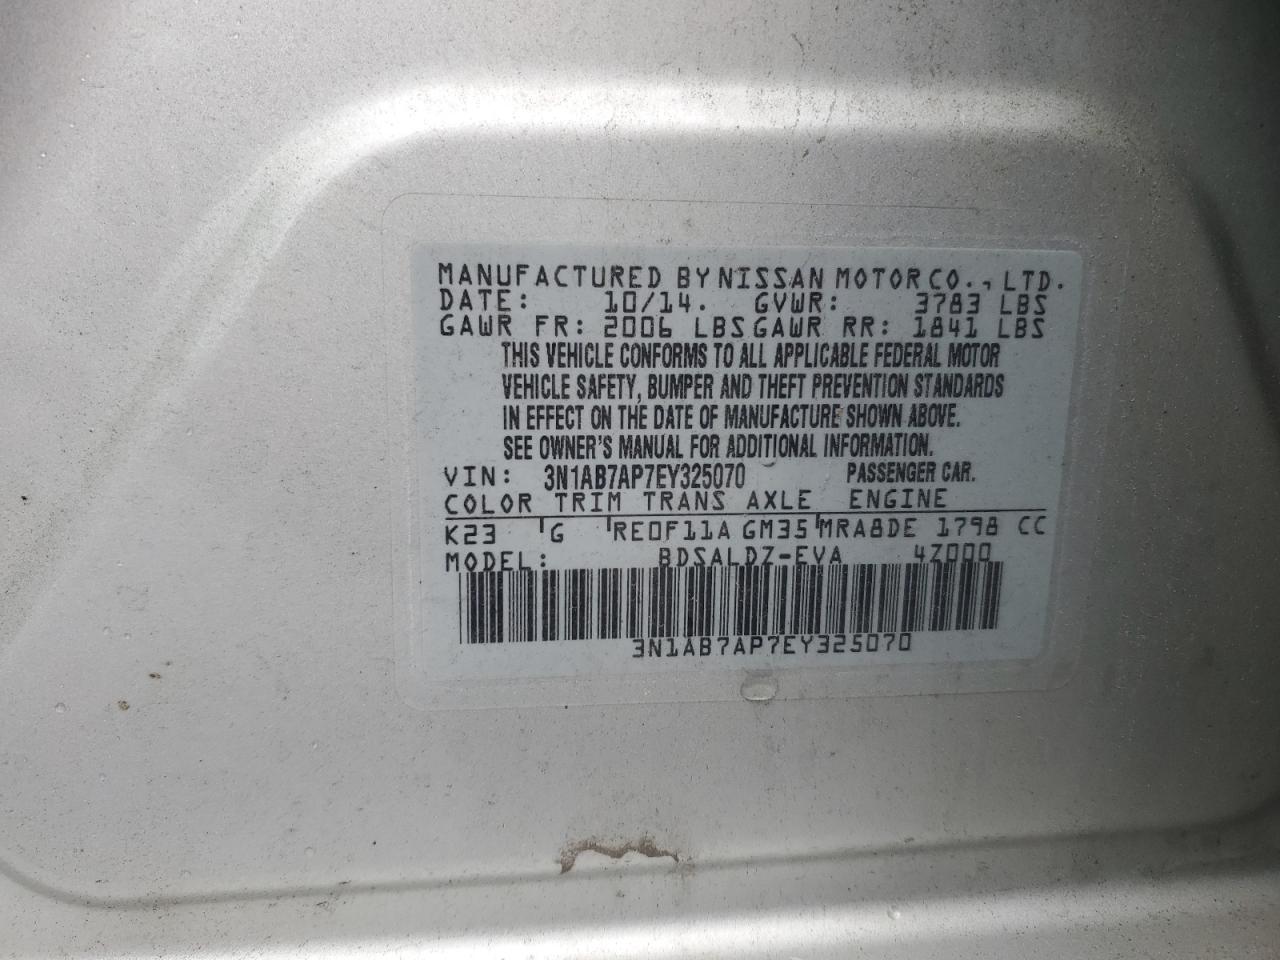 MANUFACTURED BY NISSAN MOTOR CO., LTD.
DATE: 10/14. GVWR: 3783 LBS
GAWR FR: 2006 LBS GAWR RR: 1841 LBS
THIS VEHICLE CONFORMS TO ALL APPLICABLE FEDERAL MOTOR
VEHICLE SAFETY, BUMPER AND THEFT PREVENTION STANDARDS
IN EFFECT ON THE DATE OF MANUFACTURE SHOWN ABOVE.
SEE OWNER'S MANUAL FOR ADDITIONAL INFORMATION.
VIN: 3N1AB7AP7EY325070 PASSENGER CAR.
COLOR TRIM TRANS AXLE ENGINE
K23 G RE0F11A GM35 MRA8DE 1798 CC
MODEL: BDSALDZ-EVA 4Z000
3N1AB7AP7EY325070